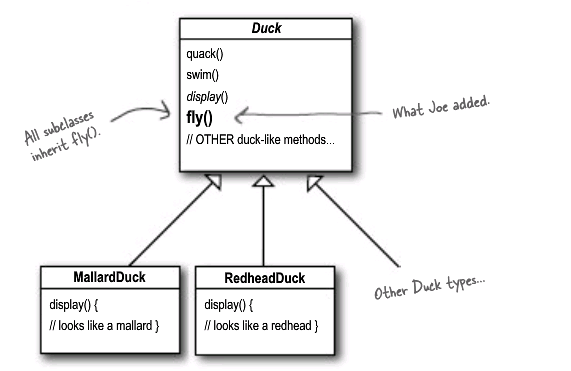 Duck
quack()
swim()
display()
fly()
// OTHER duck-like methods...
All subclasses
inherit fly().
What Joe added.
MallardDuck
display() {
// looks like a mallard }
RedheadDuck
display() {
// looks like a redhead }
Other Duck types...